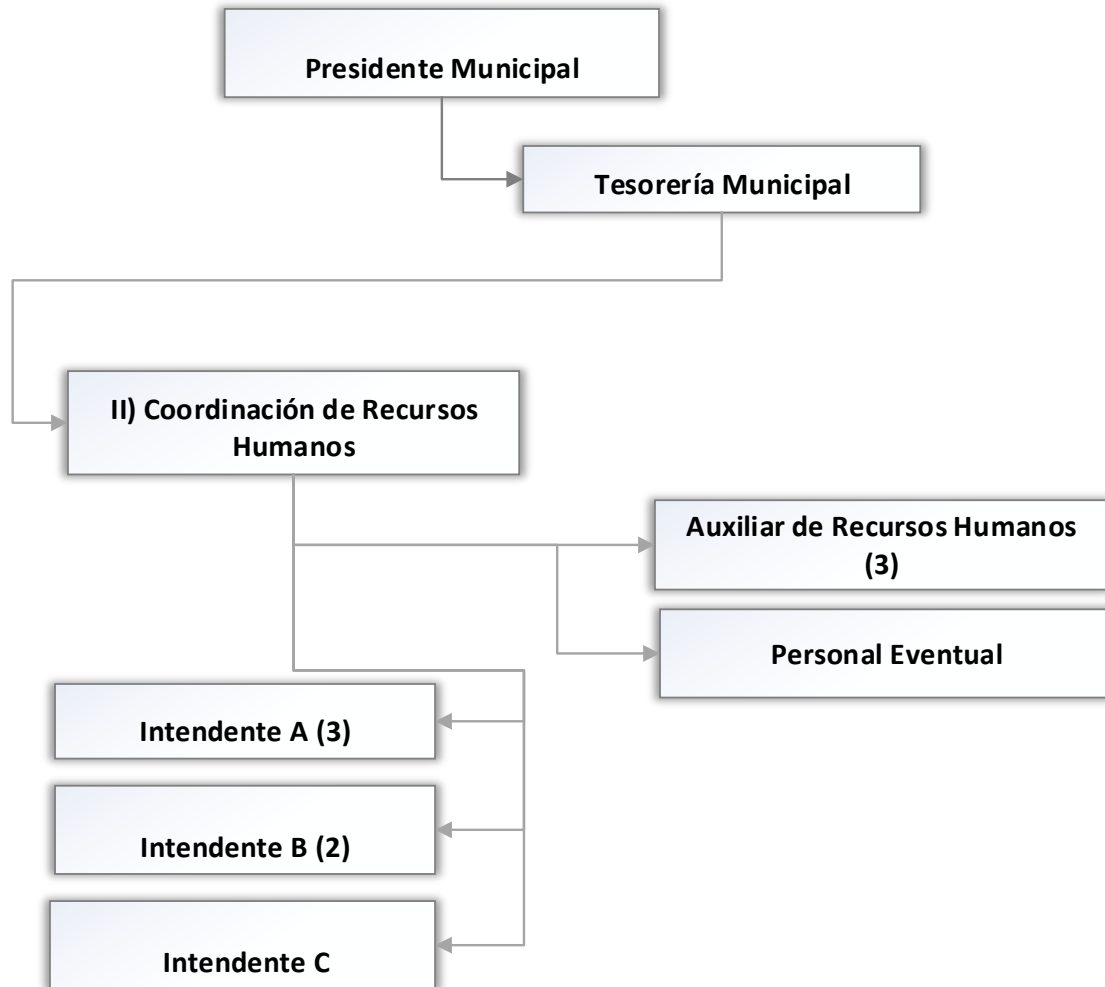 Presidente Municipal
Tesorería Municipal
II) Coordinación de Recursos
Humanos
Auxiliar de Recursos Humanos
(3)
Personal Eventual
Intendente A (3)
Intendente B (2)
Intendente C